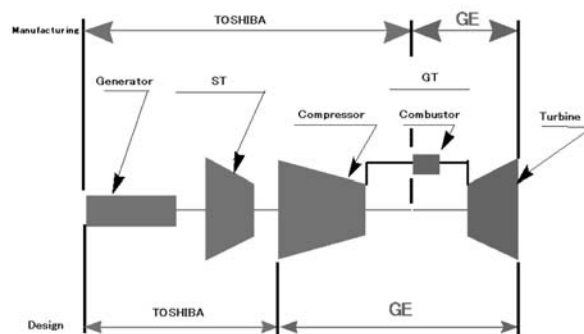 TOSHIBA
GE
Manufacturing
Generator
ST
GT
Compressor
Combustor
Turbine
TOSHIBA
GE
Design